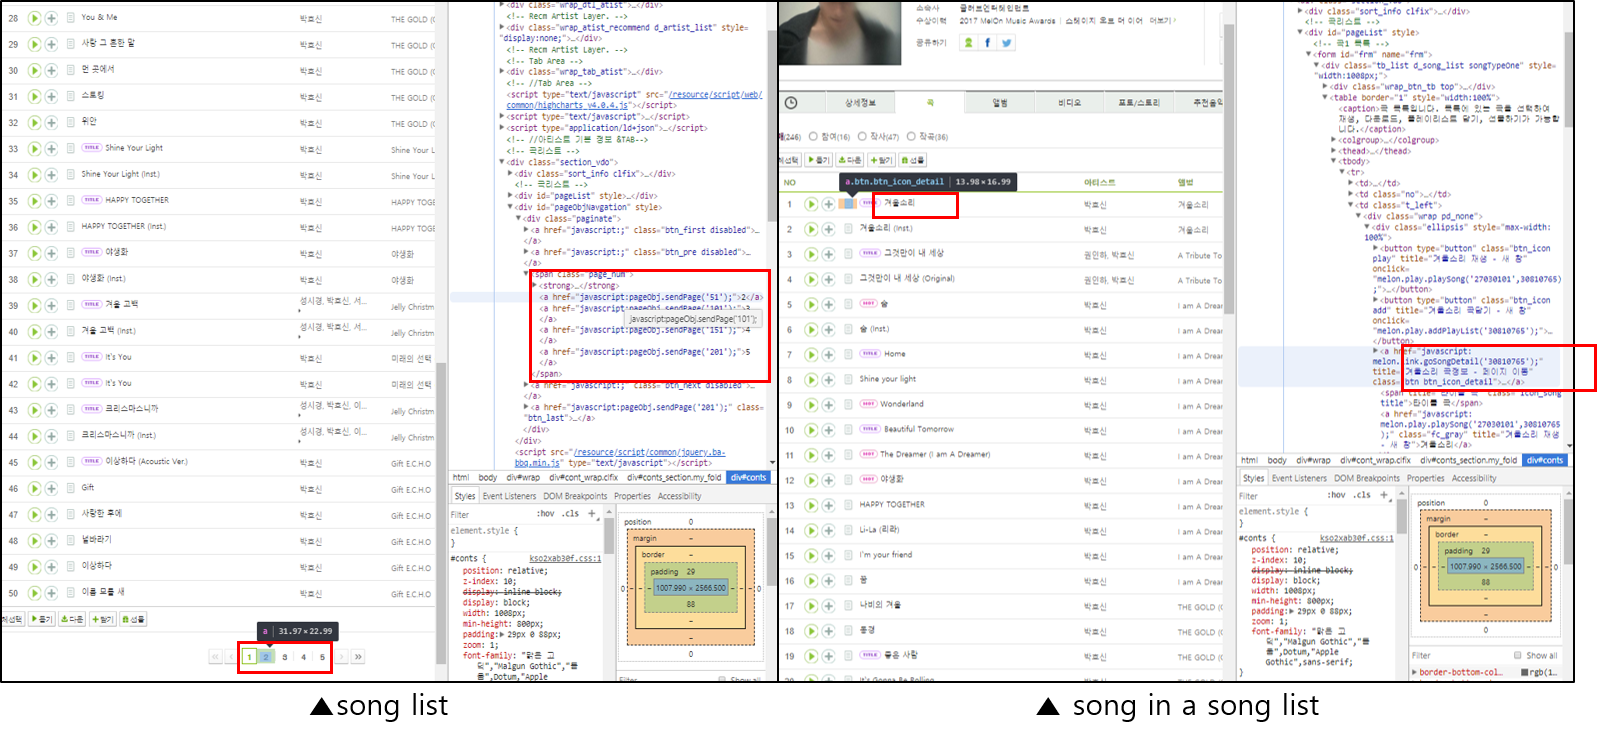 28 You & Me 박효신 THE GOLD (C
29 사랑 그 흔한 말 박효신 THE GOLD (C
30 먼 곳에서 박효신 THE GOLD (C
31 스토킹 박효신 THE GOLD (C
32 위안 박효신 THE GOLD (C
33 TITLE Shine Your Light 박효신 Shine Your L
34 Shine Your Light (Inst.) 박효신 Shine Your L
35 TITLE HAPPY TOGETHER 박효신 HAPPY TOG
36 HAPPY TOGETHER (Inst.) 박효신 HAPPY TOG
37 TITLE 야생화 박효신 야생화
38 야생화 (Inst.) 박효신 야생화
39 TITLE 겨울 고백 성시경, 박효신, 서... Jelly Christm
40 겨울 고백 (Inst.) 성시경, 박효신, 서... Jelly Christm
41 TITLE It's You 박효신 미래의 선택
42 TITLE It's You 박효신 미래의 선택
43 TITLE 크리스마스니까 성시경, 박효신, 이... Jelly Christm
44 크리스마스니까 (Inst.) 성시경, 박효신, 이... Jelly Christm
45 TITLE 이상하다 (Acoustic Ver.) 박효신 Gift E.C.H.O
46 Gift 박효신 Gift E.C.H.O
47 사랑한 후에 박효신 Gift E.C.H.O
48 널바라기 박효신 Gift E.C.H.O
49 이상하다 박효신 Gift E.C.H.O
50 이름 모를 새 박효신 Gift E.C.H.O
체선택 듣기 다운 담기 선물
a 31.97 × 22.99
1 2 3 4 5
<div class="wrap_dtl_atist">…</div>
<!-- Recm Artist Layer. -->
<div class="wrap_atist_recommend d_artist_list" style=
"display:none;">…</div>
<!-- Recm Artist Layer. -->
<!-- Tab Area -->
<div class="wrap_tab_atist">…</div>
<!-- //Tab Area -->
<script type="text/javascript" src="/resource/script/web/
common/highcharts_v4.0.4.js"></script>
<script type="text/javascript">…</script>
<script type="application/ld+json">…</script>
<!-- //아티스트 기본 정보 &TAB-->
<!-- 곡리스트 -->
<div class="section_vdo">
<div class="sort_info clfix">…</div>
<!-- 곡리스트 -->
<div id="pageList" style>…</div>
<div id="pageObjNavgation" style>
<div class="paginate">
<a href="javascript:;" class="btn_first disabled">…
</a>
<a href="javascript:;" class="btn_pre disabled">…
</a>
<span class="page_num">
<strong>…</strong>
<a href="javascript:pageObj.sendPage('51');">2</a>
<a href="javascript:pageObj.sendPage('101');">3
</a>
javascript:pageObj.sendPage('101');
<a href="javascript:pageObj.sendPage('151');">4
</a>
<a href="javascript:pageObj.sendPage('201');">5
</a>
</span>
<a href="javascript:;" class="btn_next disabled">…
</a>
<a href="javascript:pageObj.sendPage('201');" class=
"btn_last">…</a>
</div>
</div>
<script src="/resource/script/common/jquery.ba-
bbq.min.js" type="text/javascript"></script>
html body div#wrap div#cont_wrap.clfix div#conts_section.my_fold div#conts
Styles Event Listeners DOM Breakpoints Properties Accessibility
Filter :hov .cls +
element.style {
}
#conts { kso2xab30f.css:1
position: relative;
z-index: 10;
display: inline-block;
display: block;
width: 1008px;
min-height: 800px;
padding: 29px 0 88px;
zoom: 1;
font-family: "맑은 고
딕","Malgun Gothic","돋
움",Dotum,"Apple
position 0
margin -
border -
padding 29
0 - 1007.990 × 2566.500 - 0
88
-
-
0
Filter Show all
소속사 글러브엔터테인먼트
수상이력 2017 MelOn Music Awards | 스테이지 오브 더 이어 더보기 >
공유하기
상세정보 곡 앨범 비디오 포토/스토리 추천음악
(246) 참여(16) 작사(47) 작곡(36)
체선택 듣기 다운 담기 선물
a.btn.btn_icon_detail 13.98 × 16.99
NO 아티스트 앨범
1 TITLE 겨울소리 박효신 겨울소리
2 겨울소리 (Inst.) 박효신 겨울소리
3 TITLE 그것만이 내 세상 권인하, 박효신 A Tribute To
4 그것만이 내 세상 (Original) 권인하, 박효신 A Tribute To
5 HOT 숨 박효신 I am A Drear
6 숨 (Inst.) 박효신 I am A Drear
7 TITLE Home 박효신 I am A Drear
8 Shine your light 박효신 I am A Drear
9 HOT Wonderland 박효신 I am A Drear
10 TITLE Beautiful Tomorrow 박효신 I am A Drear
11 HOT The Dreamer (I am A Dreamer) 박효신 I am A Drear
12 HOT 야생화 박효신 I am A Drear
13 HAPPY TOGETHER 박효신 I am A Drear
14 Li-La (리라) 박효신 I am A Drear
15 I'm your friend 박효신 I am A Drear
16 꿈 박효신 I am A Drear
17 나비의 겨울 박효신 THE GOLD (C
18 동경 박효신 THE GOLD (C
19 TITLE 좋은 사람 박효신 THE GOLD (C
It's Gonna Be Rolling
<div class="sort_info clfix">…</div>
<!-- 곡리스트 -->
<div id="pageList" style>
<!-- 곡1 목록 -->
<form id="frm" name="frm">
<div class="tb_list d_song_list songTypeOne" style=
"width:1008px;">
<div class="wrap_btn_tb top">…</div>
<table border="1" style="width:100%">
<caption>곡 목록입니다. 목록에 있는 곡을 선택하여
재생, 다운로드, 플레이리스트 담기, 선물하기가 가능합
니다.</caption>
<colgroup>…</colgroup>
<thead>…</thead>
<tbody>
<tr>
<td>…</td>
<td class="no">…</td>
<td class="t_left">
<div class="wrap pd_none">
<div class="ellipsis" style="max-width:
100%">
<button type="button" class="btn_icon
play" title="겨울소리 재생 - 새 창"
onclick=
"melon.play.playSong('27030101',30810765)
;">…</button>
<button type="button" class="btn_icon
add" title="겨울소리 곡담기 - 새 창"
onclick=
"melon.play.addPlayList('30810765');">…
</button>
<a href="javascript:
melon.link.goSongDetail('30810765');"
title="겨울소리 곡정보 - 페이지 이동"
class="btn btn_icon_detail">…</a>
<span title="타이틀 곡" class="icon_song
title">타이틀 곡</span>
<a href="javascript:
melon.play.playSong('27030101',30810765)
;" class="fc_gray" title="겨울소리 재생
- 새 창">겨울소리</a>
html body div#wrap div#cont_wrap.clfix div#conts_section.my_fold div#conts
Styles Event Listeners DOM Breakpoints Properties Accessibility
Filter :hov .cls +
element.style {
}
#conts { kso2xab30f.css:1
position: relative;
z-index: 10;
display: inline-block;
display: block;
width: 1008px;
min-height: 800px;
padding: 29px 0 88px;
zoom: 1;
font-family: "맑은 고
딕","Malgun Gothic","돋
움",Dotum,"Apple
Gothic",sans-serif;
}
position 0
margin -
border -
padding 29
0 - 1007.990 × 2566.500 - 0
88
-
-
0
Filter Show all
border-bottom-col… rgb(1…
▲song list
▲ song in a song list